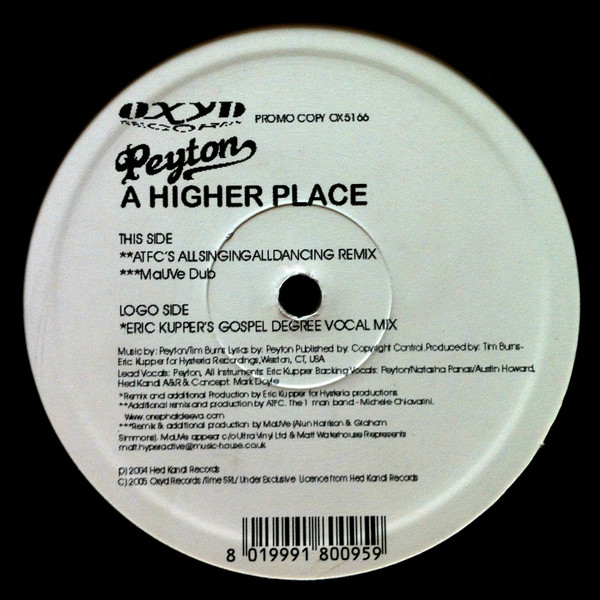 OXYD
RECORDS
PROMO COPY OX5166
Peyton
A HIGHER PLACE
THIS SIDE
**ATFC'S ALLSINGINGALLDANCING REMIX
***MaUVe Dub
LOGO SIDE
*ERIC KUPPER'S GOSPEL DEGREE VOCAL MIX
Music by: Peyton/Tim Burns Lyrics by: Peyton Published by: Copyright Control.Produced by: Tim Burns-
Eric Kupper for Hysteria Recordings,Weston, CT, USA
Lead Vocals: Peyton, All instruments: Eric Kupper Backing Vocals: Peyton/Natasha Panas/Austin Howard,
Hed Kandi A&R & Concept: Mark Doyle
*Remix and additional Production by Eric Kupper for Hysteria productions
**Additional remix and production by ATFC. The 1 man band - Michele Chiavarini.
Www.onephatdeeva.com
***Remix & additional production by MaUVe (Alun Harrison & Graham
Simmons). MaUVe appear c/o Ultra Vinyl Ltd & Matt Waterhouse Represents
matt.hyperactive@music-house.co.uk
p) 2004 Hed Kandi Records
C) 2005 Oxyd Records /Time SRL/ Under Exclusive Licence from Hed Kandi Records
8 019991 800959